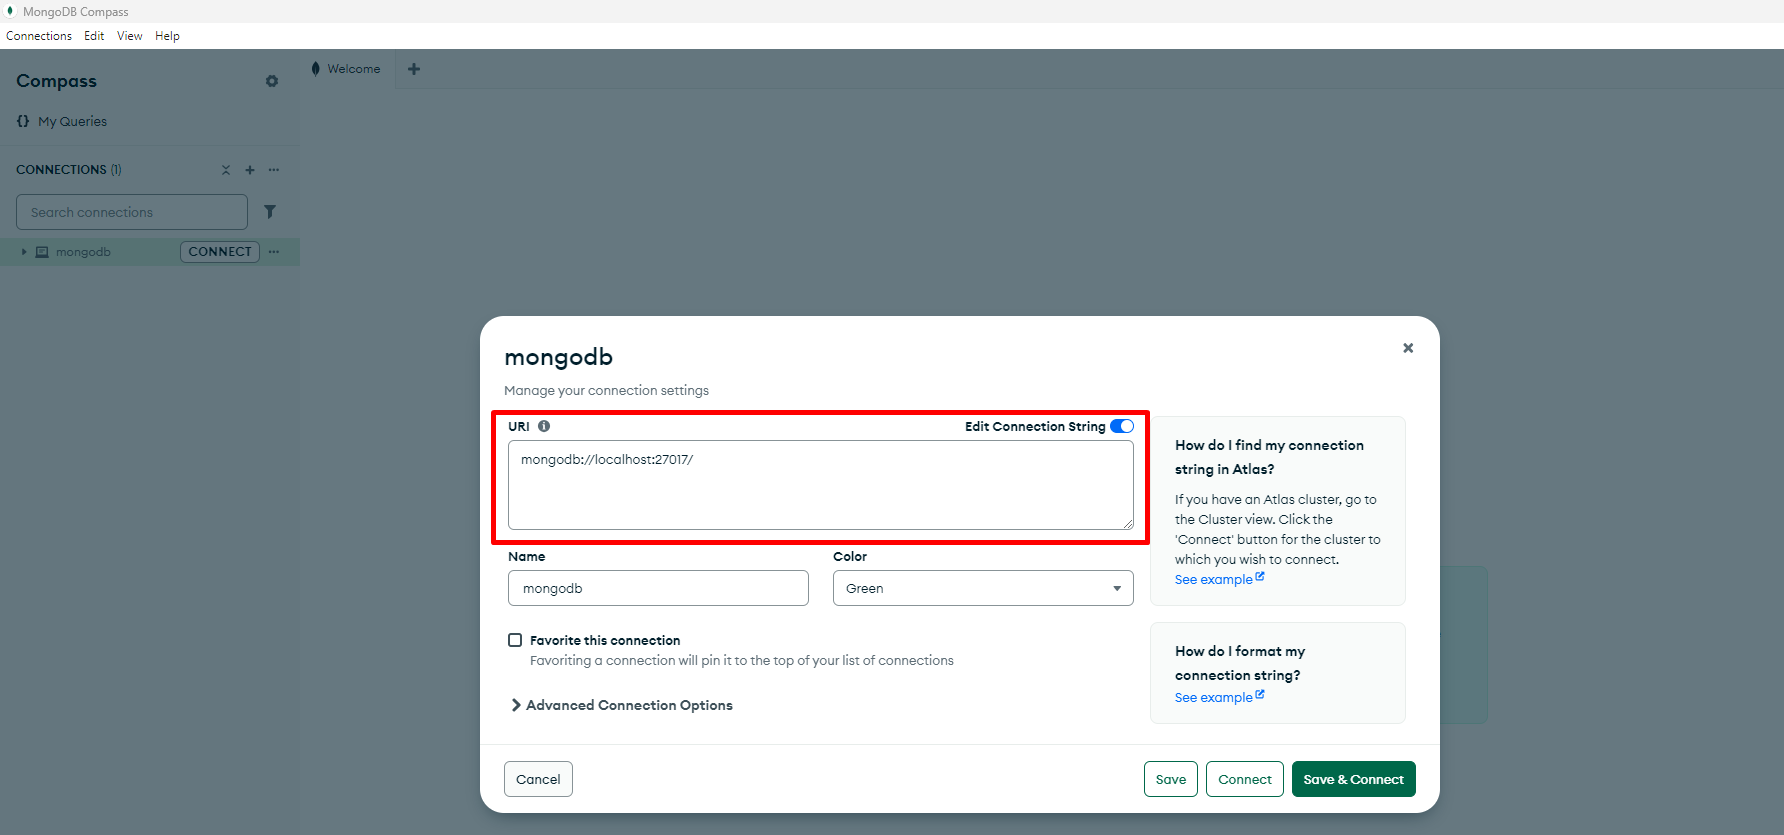 MongoDB Compass
Connections Edit View Help
Compass
Welcome
My Queries
CONNECTIONS (1)
Search connections
mongodb CONNECT
mongodb
Manage your connection settings
URI Edit Connection String
mongodb://localhost:27017/
Name Color
mongodb Green
Favorite this connection
Favoriting a connection will pin it to the top of your list of connections
Advanced Connection Options
How do I find my connection
string in Atlas?
If you have an Atlas cluster, go to
the Cluster view. Click the
'Connect' button for the cluster to
which you wish to connect.
See example
How do I format my
connection string?
See example
Cancel Save Connect Save & Connect